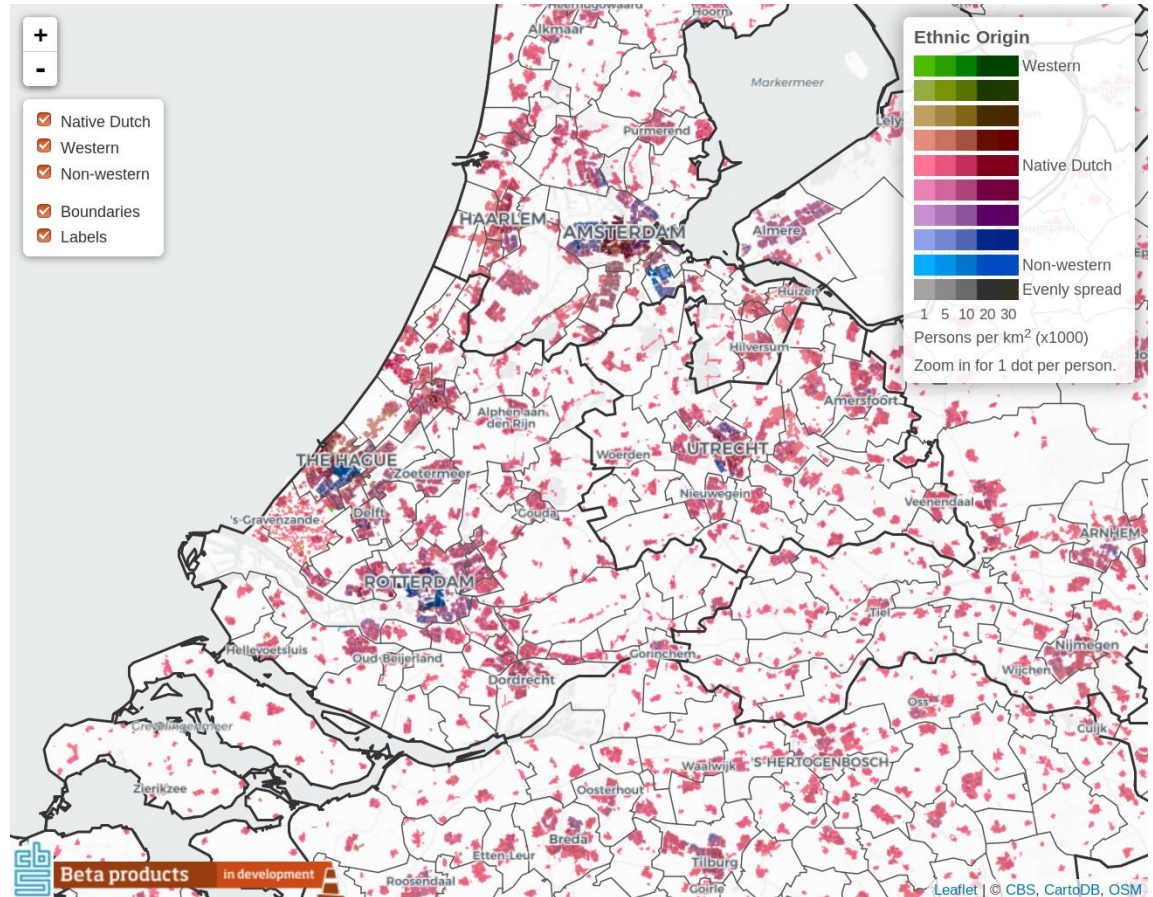 +
-
Native Dutch
Western
Non-western
Boundaries
Labels
Ethnic Origin
Western
Native Dutch
Non-western
Evenly spread
1 5 10 20 30
Persons per km² (x1000)
Zoom in for 1 dot per person.
Heerhugowaard
Hoorn
Alkmaar
Markermeer
Purmerend
HAARLEM
AMSTERDAM
Almere
Huizen
Hilversum
Alphen aan
den Rijn
Amersfoort
THE HAGUE
Zoetermeer
Woerden
UTRECHT
Nieuwegein
Veenendaal
's-Gravenzande
Delft
Gouda
ARNHEM
ROTTERDAM
Tiel
Hellevoetsluis
Oud-Beijerland
Gorinchem
Nijmegen
Wijchen
Dordrecht
Oss
Grevelingenmeer
Cuijk
Waalwijk
'S-HERTOGENBOSCH
Zierikzee
Oosterhout
Breda
Etten-Leur
Tilburg
Roosendaal
Goirle
cbs
Beta products in development
Leaflet | © CBS, CartoDB, OSM